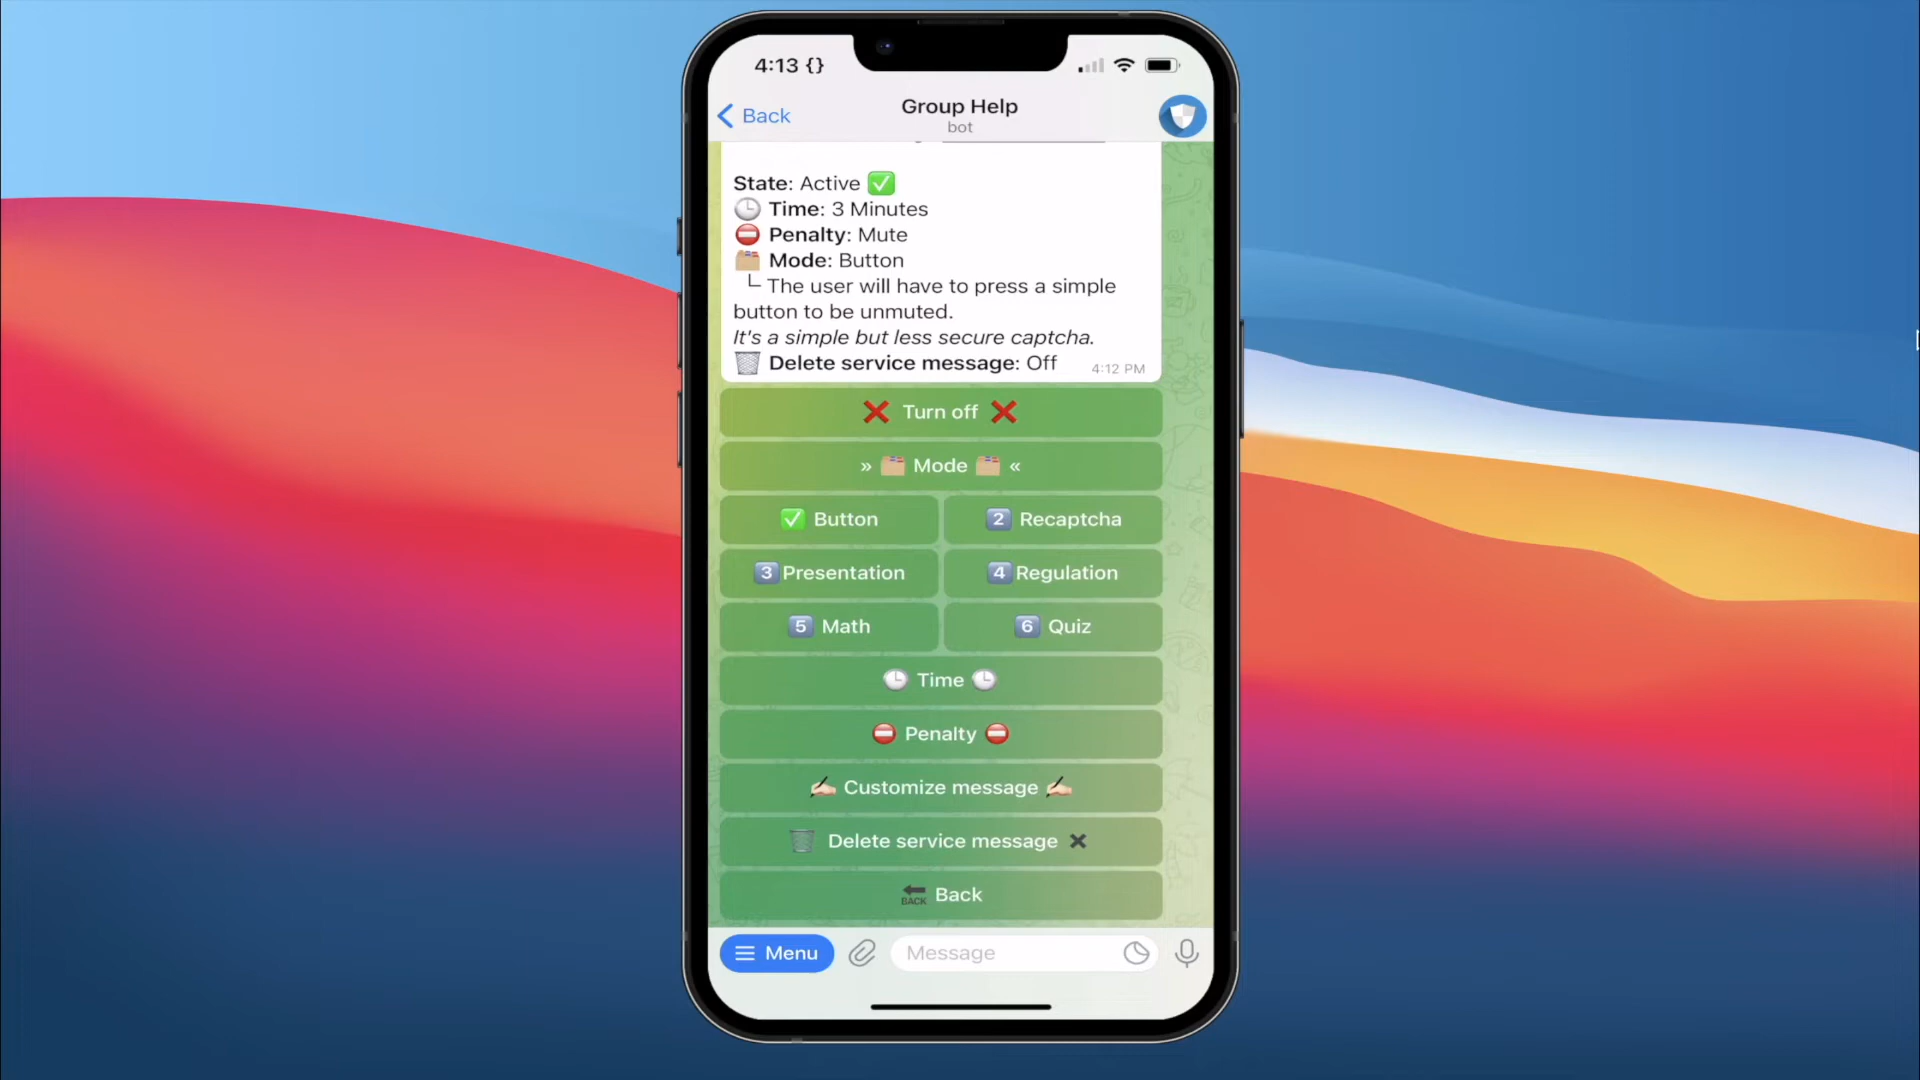 4:13 {}
Back
Group Help
bot
State: Active ✅
🕒 Time: 3 Minutes
⛔ Penalty: Mute
🗂 Mode: Button
└ The user will have to press a simple
button to be unmuted.
It's a simple but less secure captcha.
🗑 Delete service message: Off
4:12 PM
❌ Turn off ❌
» 🗂 Mode 🗂 «
✅ Button
2️⃣ Recaptcha
3️⃣ Presentation
4️⃣ Regulation
5️⃣ Math
6️⃣ Quiz
🕒 Time 🕒
⛔ Penalty ⛔
✍🏻 Customize message ✍🏻
🗑 Delete service message ✖
🔙 Back
Menu
Message